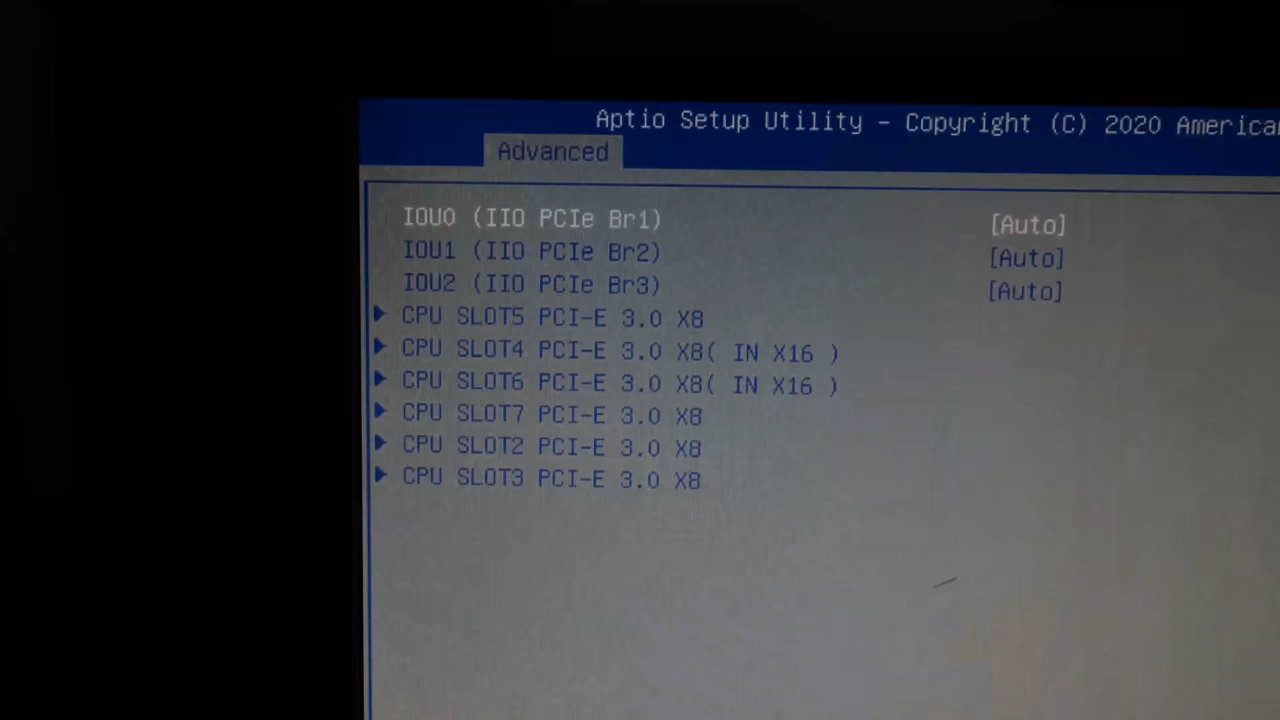 Aptio Setup Utility – Copyright (C) 2020 America
Advanced
IOU0 (IIO PCIe Br1) [Auto]
IOU1 (IIO PCIe Br2) [Auto]
IOU2 (IIO PCIe Br3) [Auto]
CPU SLOT5 PCI-E 3.0 X8
CPU SLOT4 PCI-E 3.0 X8( IN X16 )
CPU SLOT6 PCI-E 3.0 X8( IN X16 )
CPU SLOT7 PCI-E 3.0 X8
CPU SLOT2 PCI-E 3.0 X8
CPU SLOT3 PCI-E 3.0 X8